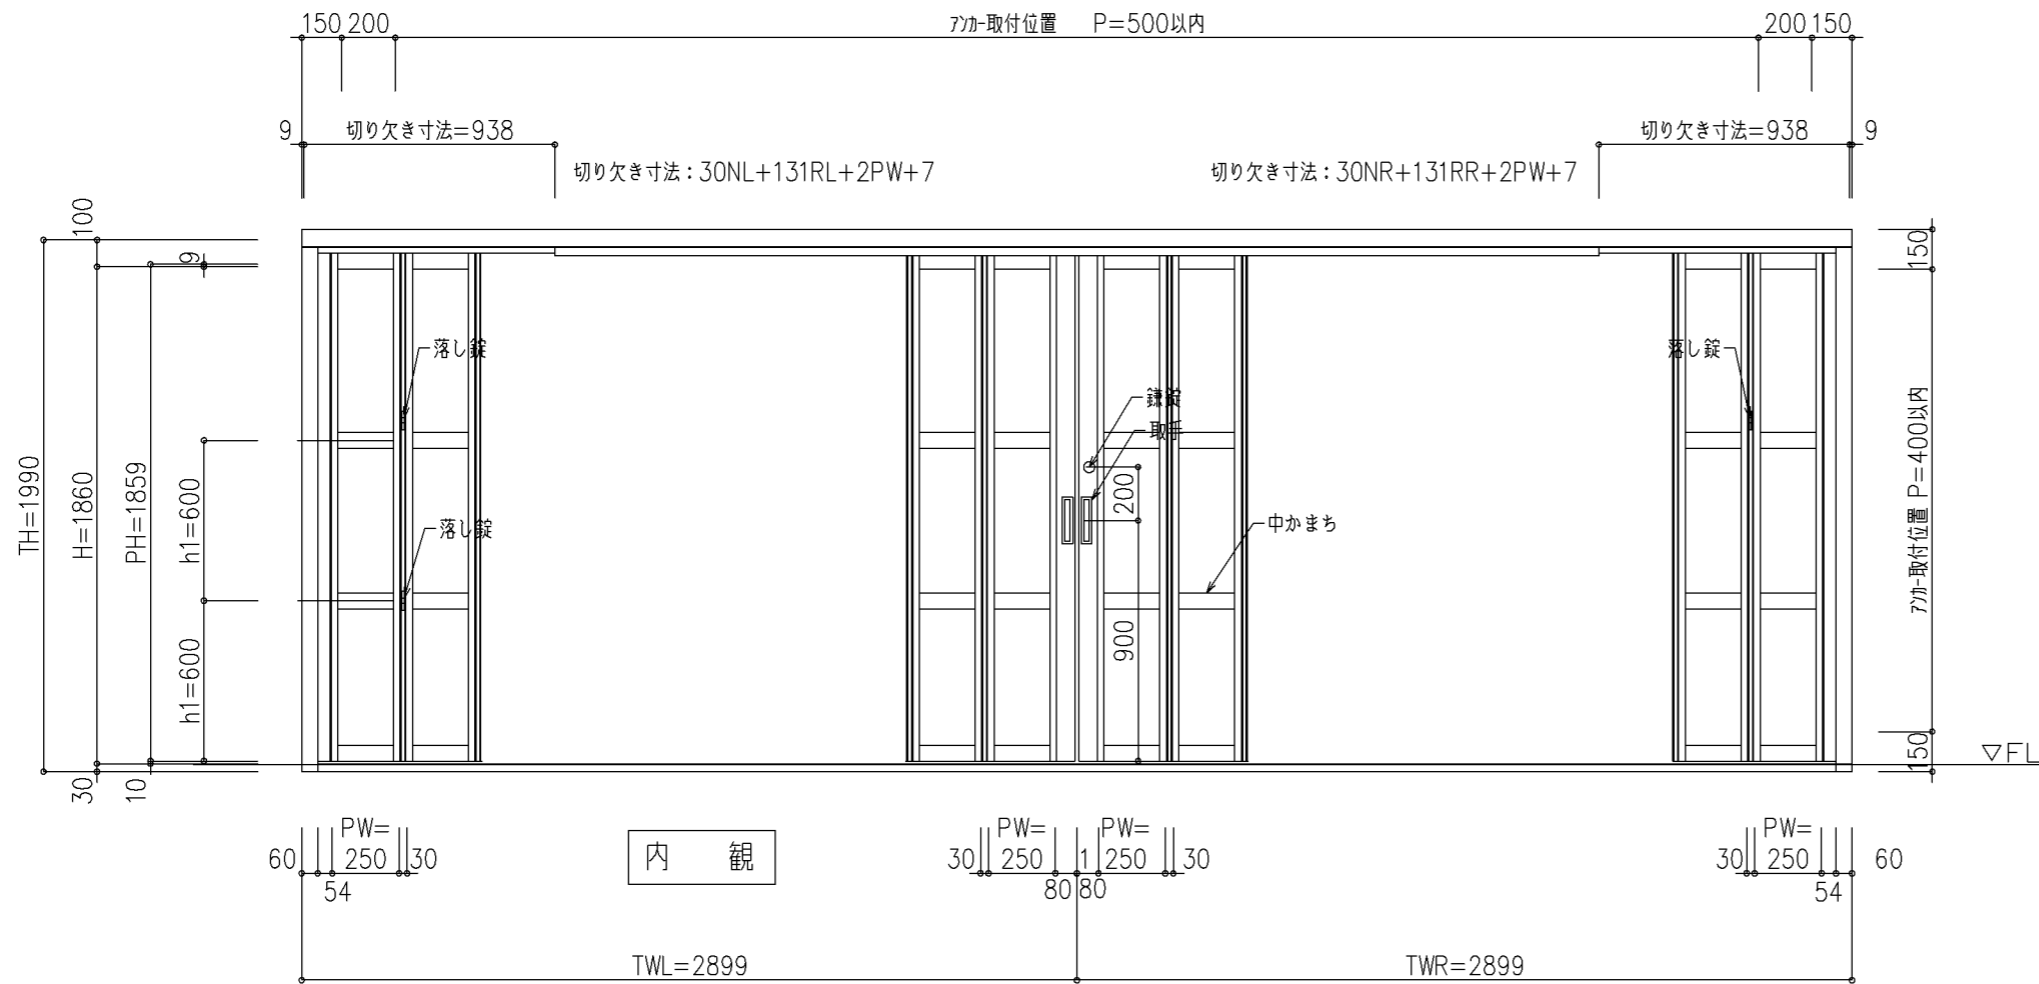 150 200 ｱﾝｶｰ取付位置 P=500以内 200 150
9 切り欠き寸法=938 切り欠き寸法=938 9
切り欠き寸法：30NL+131RL+2PW+7 切り欠き寸法：30NR+131RR+2PW+7
100
9
150
落し錠
落し錠
鎌錠
取手
200
TH=1990
H=1860
PH=1859
h1=600
落し錠
中かまち
ｱﾝｶｰ取付位置 P=400以内
h1=600
900
150
▽FL
30
10
PW= PW= PW= PW=
60 250 30 内 観 30 250 1 250 30 30 250 60
54 80 80 54
TWL=2899 TWR=2899